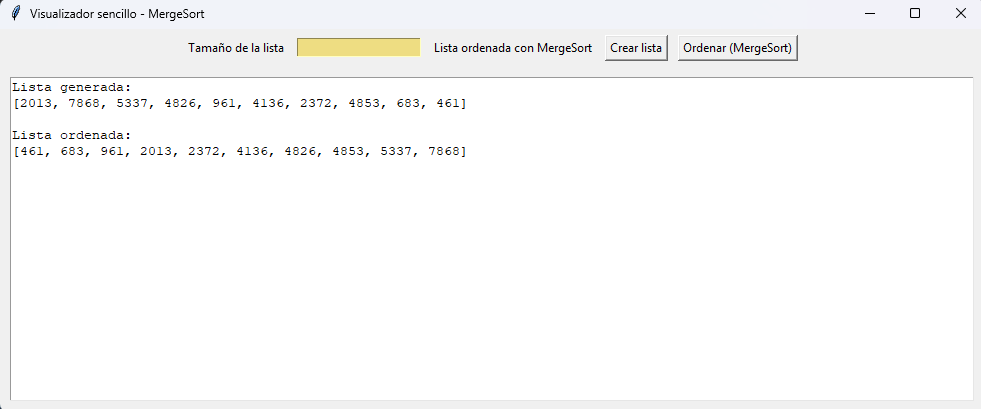 Visualizador sencillo - MergeSort
Tamaño de la lista Lista ordenada con MergeSort Crear lista Ordenar (MergeSort)
Lista generada:
[2013, 7868, 5337, 4826, 961, 4136, 2372, 4853, 683, 461]
Lista ordenada:
[461, 683, 961, 2013, 2372, 4136, 4826, 4853, 5337, 7868]